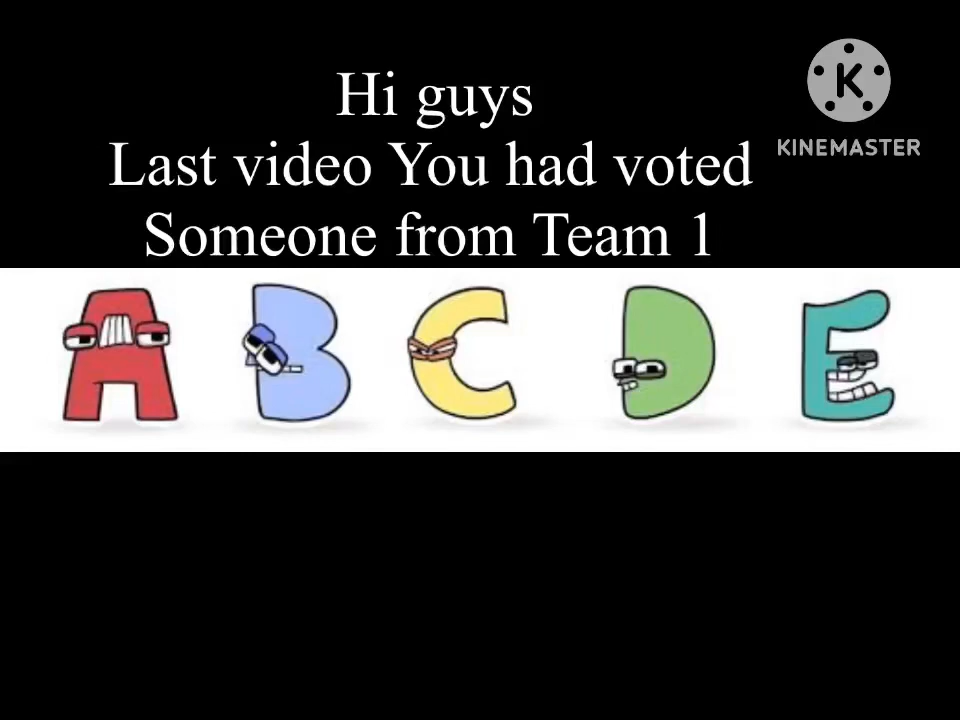 Hi guys
Last video You had voted
Someone from Team 1
K
KINEMASTER
A B C D E